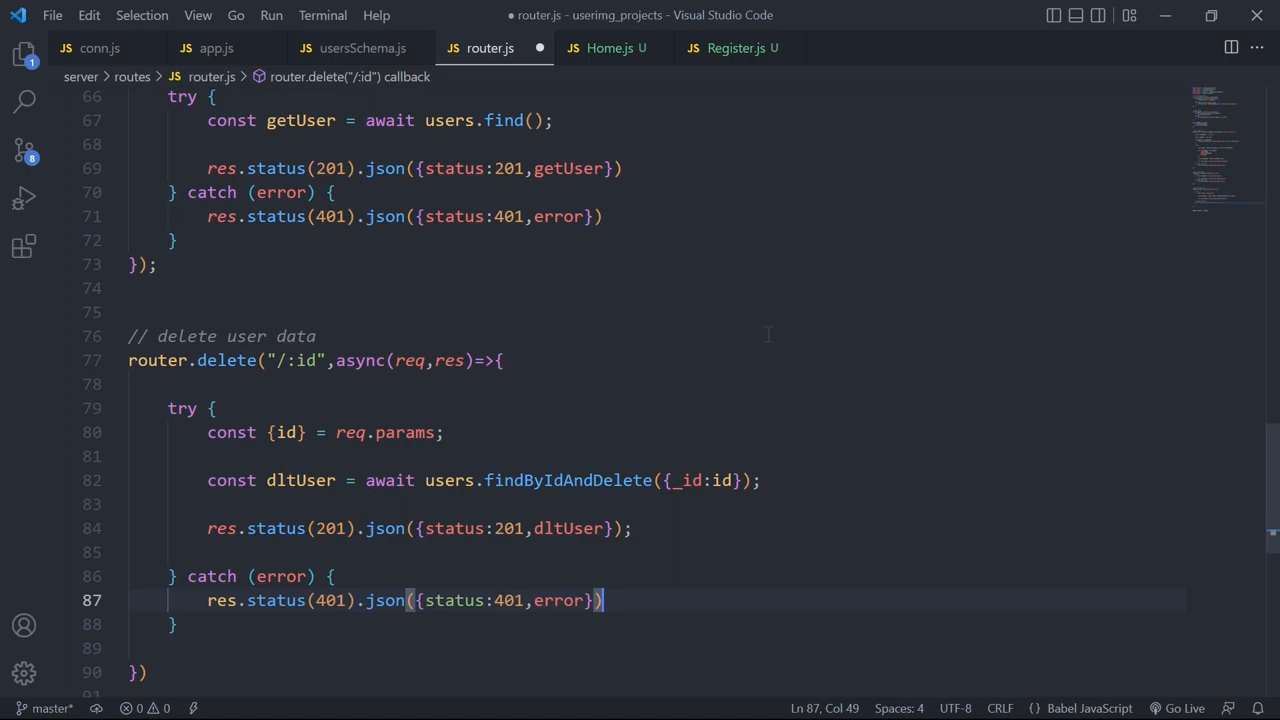 File Edit Selection View Go Run Terminal Help
● router.js - userimg_projects - Visual Studio Code
JS conn.js JS app.js JS usersSchema.js JS router.js ● JS Home.js U JS Register.js U
server > routes > JS router.js > router.delete("/:id") callback
66 try {
67 const getUser = await users.find();
68
69 res.status(201).json({status:201,getUser})
70 } catch (error) {
71 res.status(401).json({status:401,error})
72 }
73 });
74
75
76 // delete user data
77 router.delete("/:id",async(req,res)=>{
78
79 try {
80 const {id} = req.params;
81
82 const dltUser = await users.findByIdAndDelete({_id:id});
83
84 res.status(201).json({status:201,dltUser});
85
86 } catch (error) {
87 res.status(401).json({status:401,error})
88 }
89
90 })
91
1
8
master* 0 0 Ln 87, Col 49 Spaces: 4 UTF-8 CRLF {} Babel JavaScript Go Live